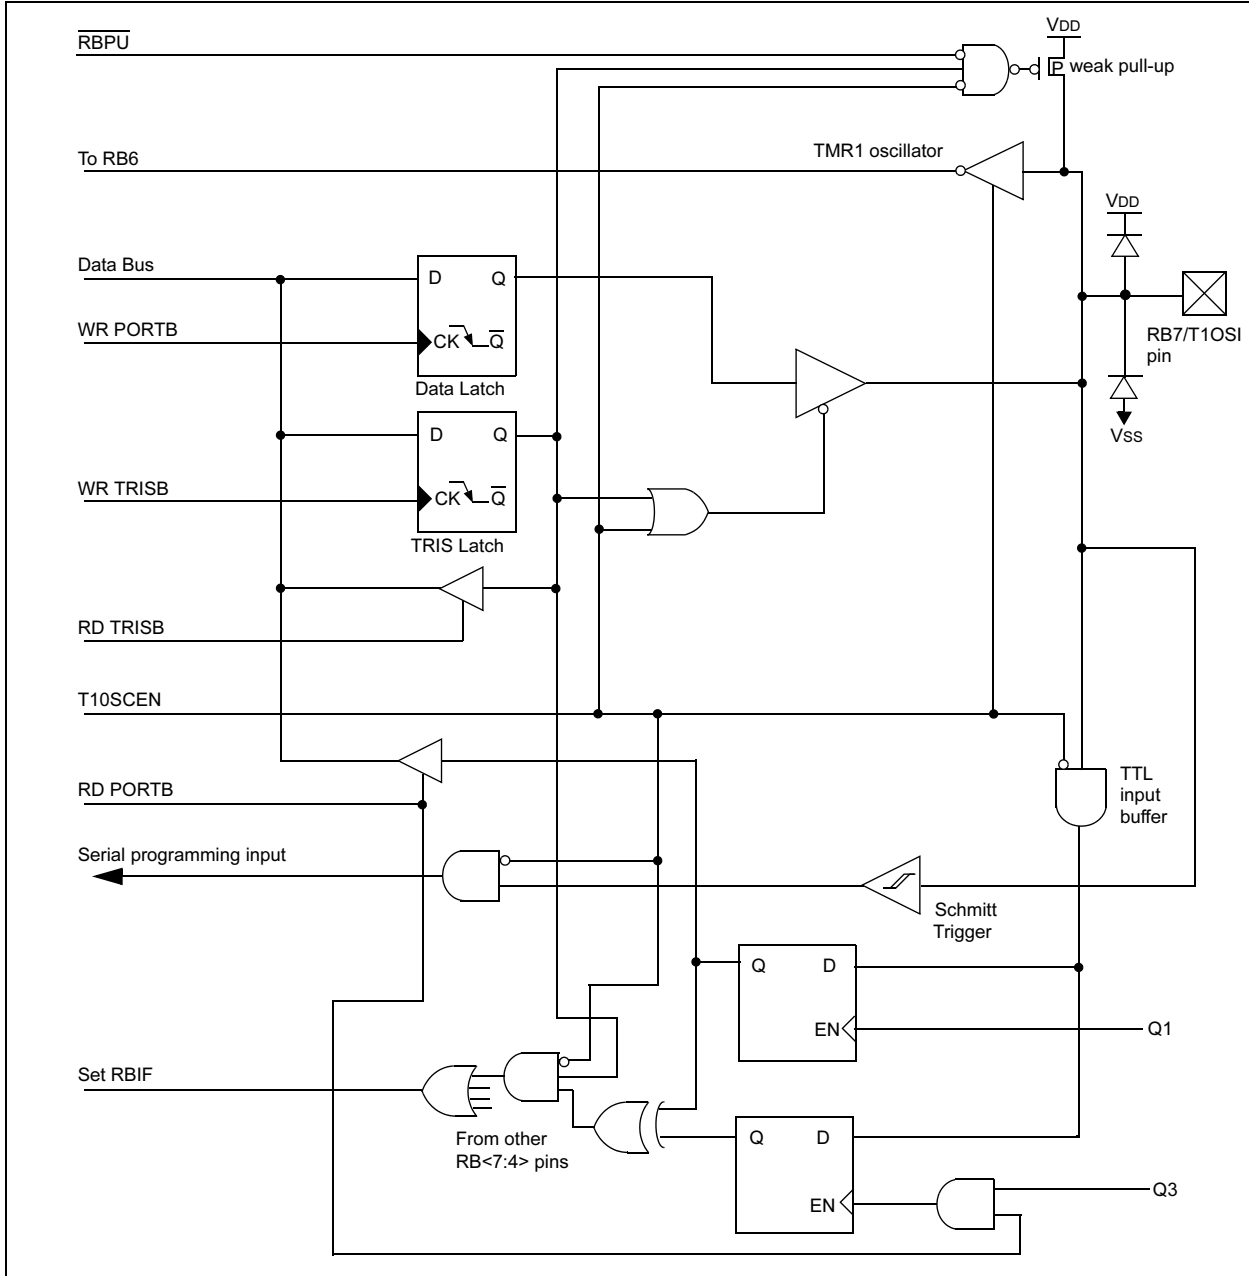 VDD
RBPU
P weak pull-up
To RB6
TMR1 oscillator
VDD
Data Bus
D Q
WR PORTB
CK Q
RB7/T1OSI
pin
Data Latch
VSS
D Q
WR TRISB
CK Q
TRIS Latch
RD TRISB
T10SCEN
RD PORTB
TTL
input
buffer
Serial programming input
Schmitt
Trigger
Q D
EN
Q1
Set RBIF
From other
RB<7:4> pins
Q D
EN
Q3